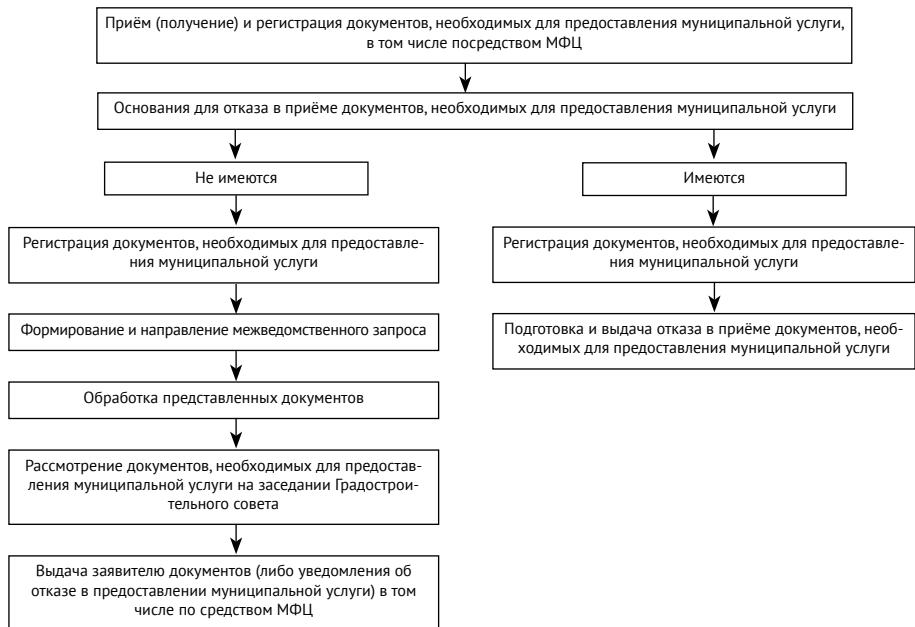 Приём (получение) и регистрация документов, необходимых для предоставления муниципальной услуги,
в том числе посредством МФЦ
Основания для отказа в приёме документов, необходимых для предоставления муниципальной услуги
Не имеются
Имеются
Регистрация документов, необходимых для предоставле-
ния муниципальной услуги
Регистрация документов, необходимых для предоставле-
ния муниципальной услуги
Формирование и направление межведомственного запроса
Подготовка и выдача отказа в приёме документов, необ-
ходимых для предоставления муниципальной услуги
Обработка представленных документов
Рассмотрение документов, необходимых для предостав-
ления муниципальной услуги на заседании Градострои-
тельного совета
Выдача заявителю документов (либо уведомления об
отказе в предоставлении муниципальной услуги) в том
числе по средством МФЦ